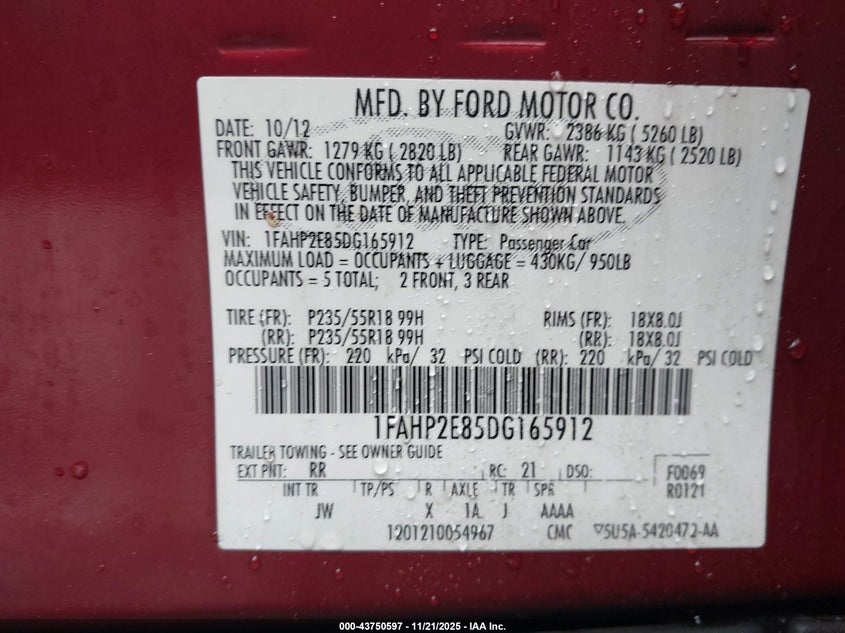 MFD. BY FORD MOTOR CO.
DATE: 10/12 GVWR: 2386 KG ( 5260 LB)
FRONT GAWR: 1279 KG ( 2820 LB) REAR GAWR: 1143 KG ( 2520 LB)
THIS VEHICLE CONFORMS TO ALL APPLICABLE FEDERAL MOTOR
VEHICLE SAFETY, BUMPER, AND THEFT PREVENTION STANDARDS
IN EFFECT ON THE DATE OF MANUFACTURE SHOWN ABOVE.
VIN: 1FAHP2E85DG165912 TYPE: Passenger Car
MAXIMUM LOAD = OCCUPANTS + LUGGAGE = 430KG/ 950LB
OCCUPANTS = 5 TOTAL; 2 FRONT, 3 REAR
TIRE (FR): P235/55R18 99H RIMS (FR): 18X8.0J
(RR): P235/55R18 99H (RR): 18X8.0J
PRESSURE (FR): 220 kPa/ 32 PSI COLD (RR): 220 kPa/ 32 PSI COLD
1FAHP2E85DG165912
TRAILER TOWING - SEE OWNER GUIDE
EXT PNT: RR RC: 21 DSO: F0069
INT TR TP/PS R AXLE TR SPR R0121
JW X 1A J AAAA
1201210054967 CMC ▽5U5A-5420472-AA
000-43750597 - 11/21/2025 - IAA Inc.